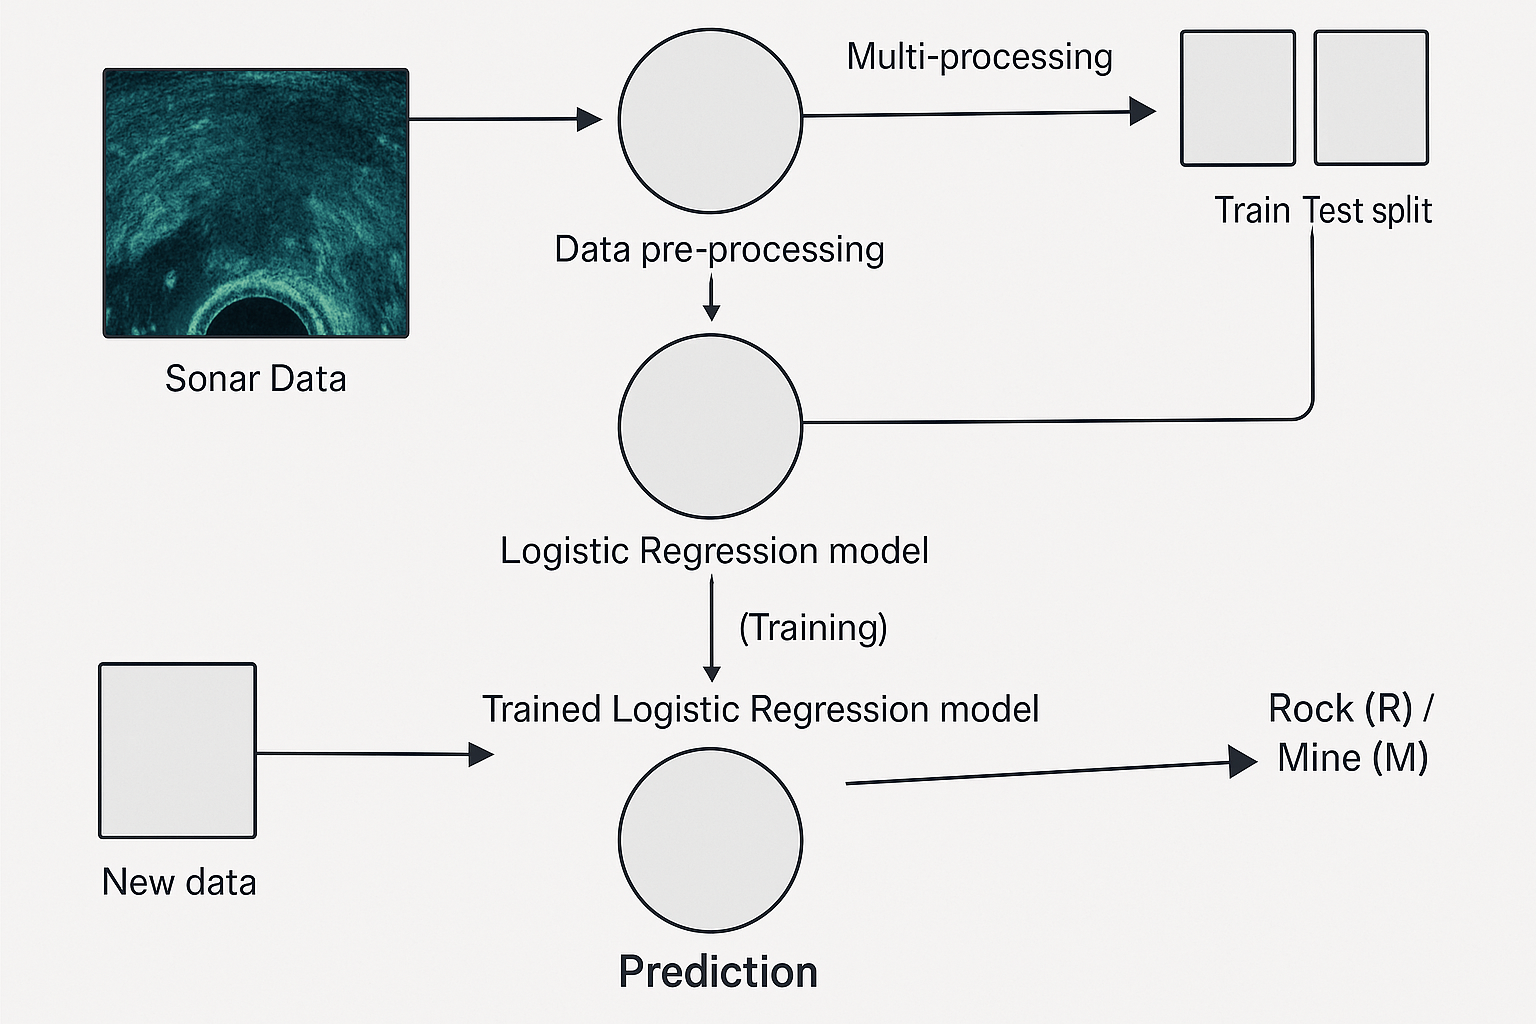 Multi-processing
Train Test split
Data pre-processing
Sonar Data
Logistic Regression model
(Training)
Trained Logistic Regression model
Rock (R) /
Mine (M)
New data
Prediction